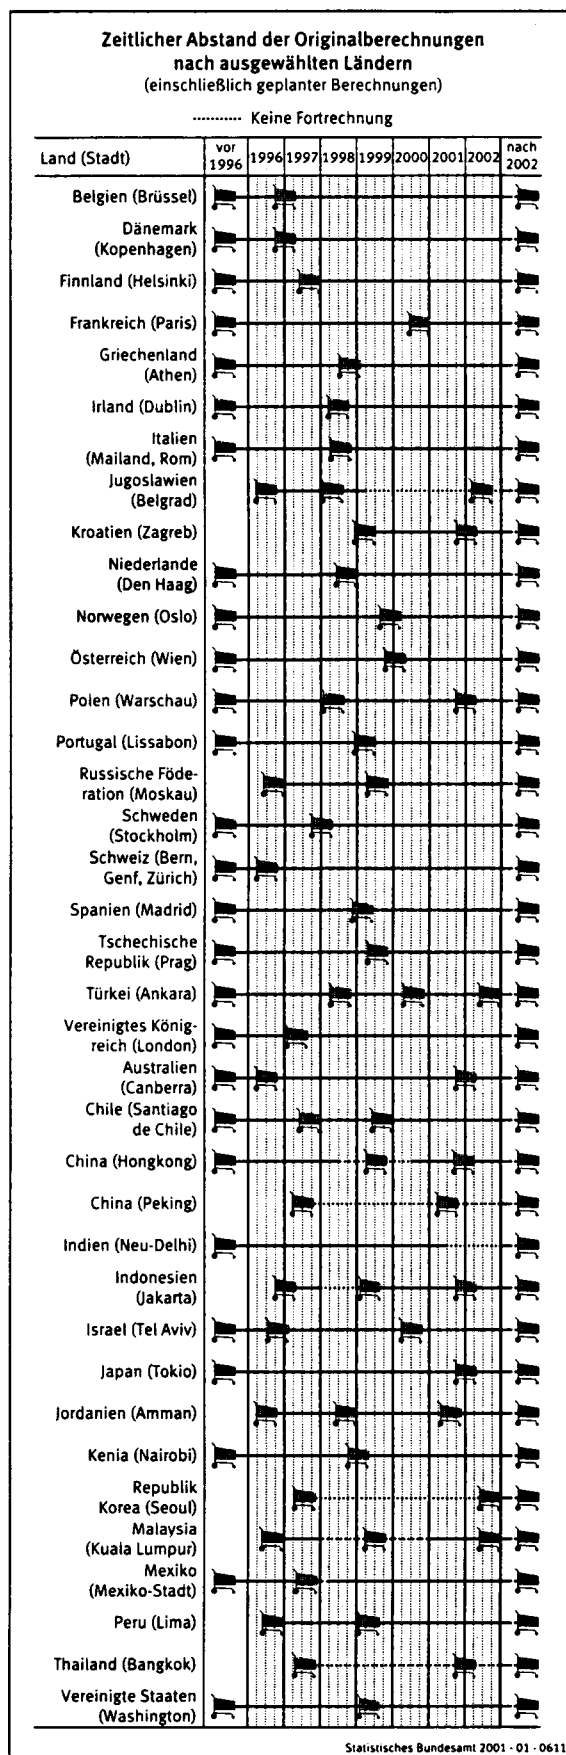 Zeitlicher Abstand der Originalberechnungen
nach ausgewählten Ländern
(einschließlich geplanter Berechnungen)
Keine Fortrechnung
Land (Stadt)
vor
1996
1996
1997
1998
1999
2000
2001
2002
nach
2002
Belgien (Brüssel)
Dänemark
(Kopenhagen)
Finnland (Helsinki)
Frankreich (Paris)
Griechenland
(Athen)
Irland (Dublin)
Italien
(Mailand, Rom)
Jugoslawien
(Belgrad)
Kroatien (Zagreb)
Niederlande
(Den Haag)
Norwegen (Oslo)
Österreich (Wien)
Polen (Warschau)
Portugal (Lissabon)
Russische Föde-
ration (Moskau)
Schweden
(Stockholm)
Schweiz (Bern,
Genf, Zürich)
Spanien (Madrid)
Tschechische
Republik (Prag)
Türkei (Ankara)
Vereinigtes König-
reich (London)
Australien
(Canberra)
Chile (Santiago
de Chile)
China (Hongkong)
China (Peking)
Indien (Neu-Delhi)
Indonesien
(Jakarta)
Israel (Tel Aviv)
Japan (Tokio)
Jordanien (Amman)
Kenia (Nairobi)
Republik
Korea (Seoul)
Malaysia
(Kuala Lumpur)
Mexiko
(Mexiko-Stadt)
Peru (Lima)
Thailand (Bangkok)
Vereinigte Staaten
(Washington)
Statistisches Bundesamt 2001 - 01 - 0611